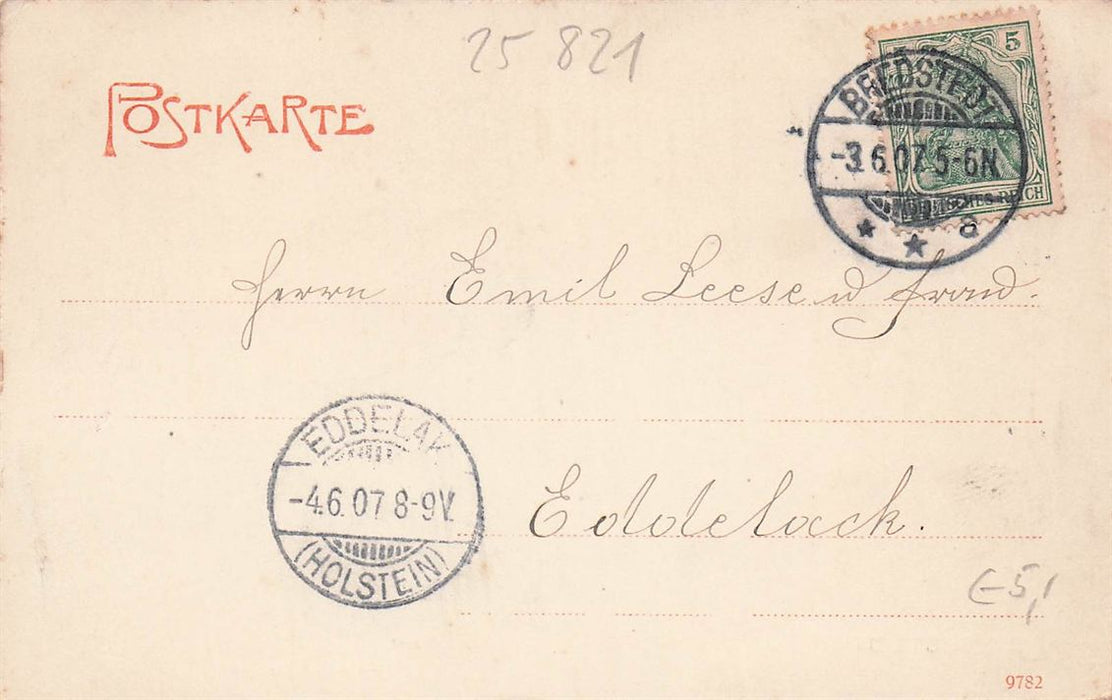 25 821
POSTKARTE
5
DEUTSCHES REICH
BREDSTEDT
-3.6.07.5-6N
* * a
Herrn Emil Leese u Frau.
EDDELAK
-4.6.07 8-9V.
(HOLSTEIN)
Eddelack.
€5,
9782